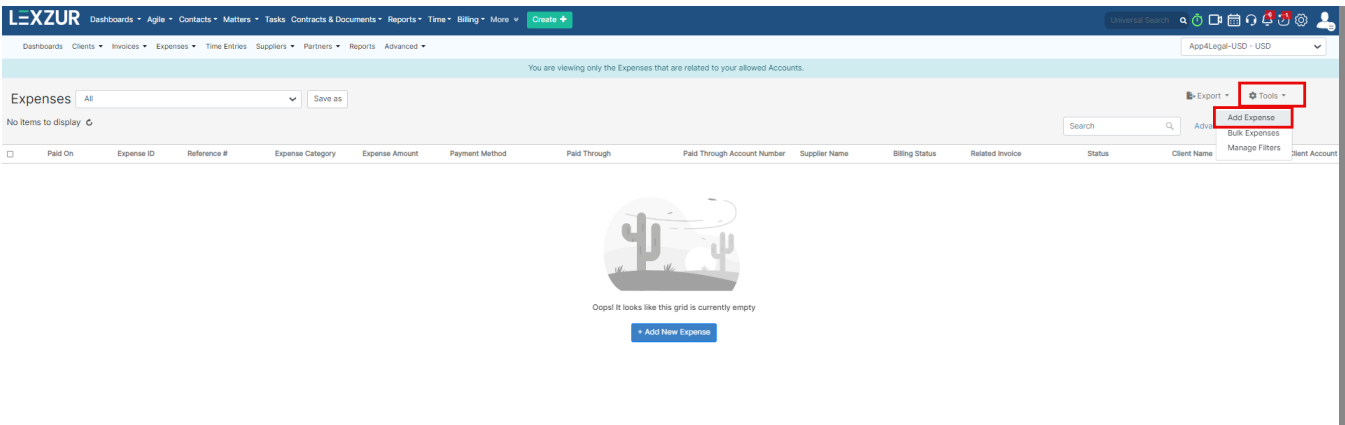 LEXZUR Dashboards Agile Contacts Matters Tasks Contracts & Documents Reports Time Billing More Create + Universal Search
Dashboards Clients Invoices Expenses Time Entries Suppliers Partners Reports Advanced App4Legal-USD - USD
You are viewing only the Expenses that are related to your allowed Accounts.
Expenses All Save as Export Tools
No items to display Search
Add Expense
Bulk Expenses
Manage Filters
Paid On Expense ID Reference # Expense Category Expense Amount Payment Method Paid Through Paid Through Account Number Supplier Name Billing Status Related Invoice Status Client Name Client Account
Oops! It looks like this grid is currently empty
+ Add New Expense